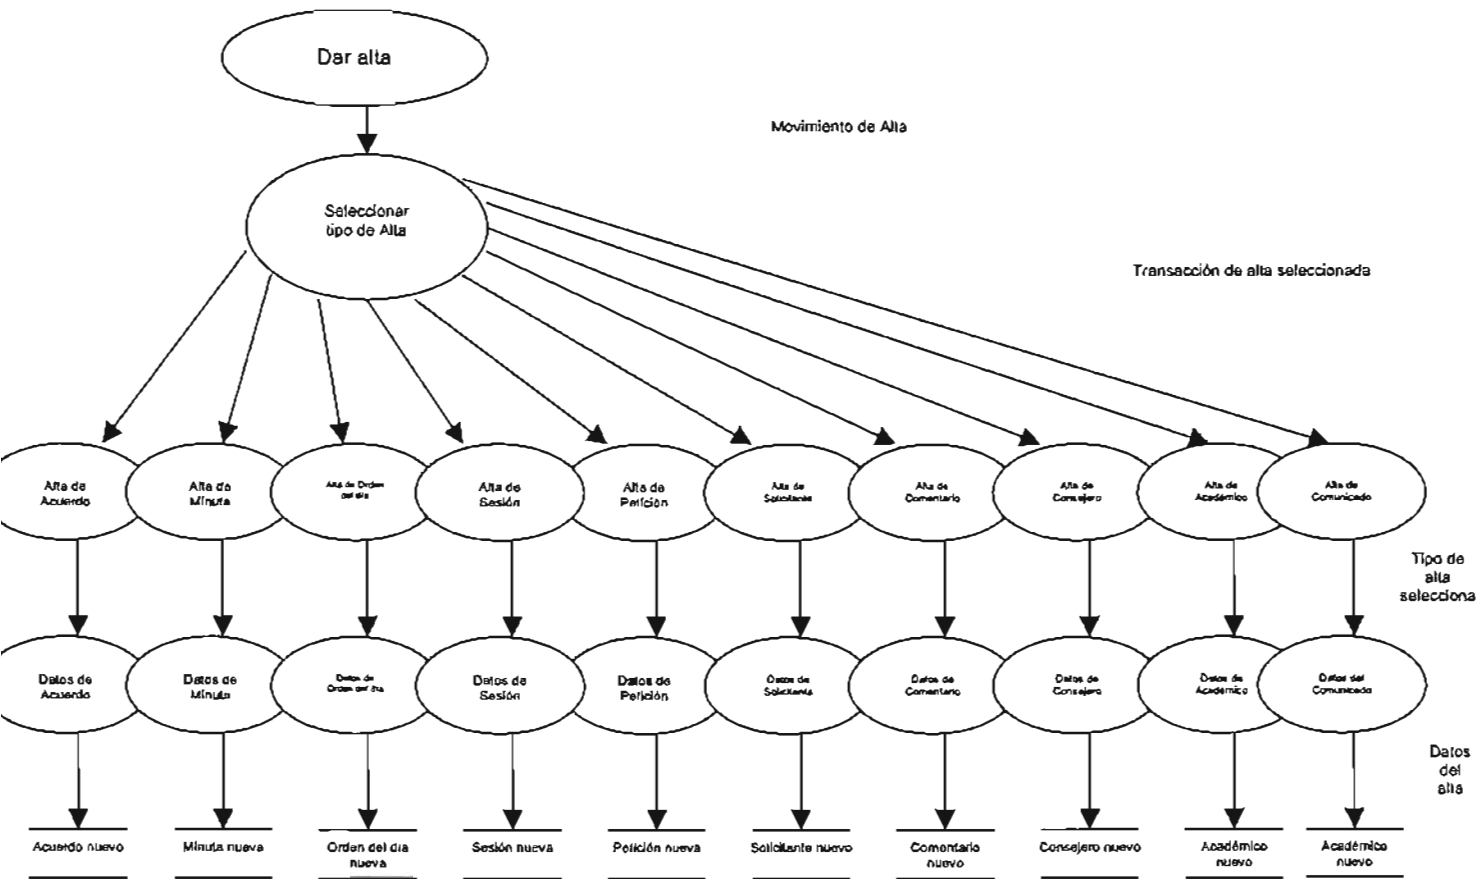 Dar alta
Movimiento de Alta
Seleccionar
tipo de Alta
Transacción de alta seleccionada
Alta de
Acuerdo
Alta de
Minuta
Alta de Orden
del día
Alta de
Sesión
Alta de
Petición
Alta de
Solicitante
Alta de
Comentario
Alta de
Consejero
Alta de
Académico
Alta de
Comunicado
Tipo de
alta
selecciona
Datos de
Acuerdo
Datos de
Minuta
Datos de
Orden del día
Datos de
Sesión
Datos de
Petición
Datos de
Solicitante
Datos de
Comentario
Datos de
Consejero
Datos de
Académico
Datos del
Comunicado
Datos
del
alta
Acuerdo nuevo
Minuta nueva
Orden del dia
nueva
Sesión nueva
Petición nueva
Solicitante nuevo
Comentario
nuevo
Consejero nuevo
Académico
nuevo
Académico
nuevo